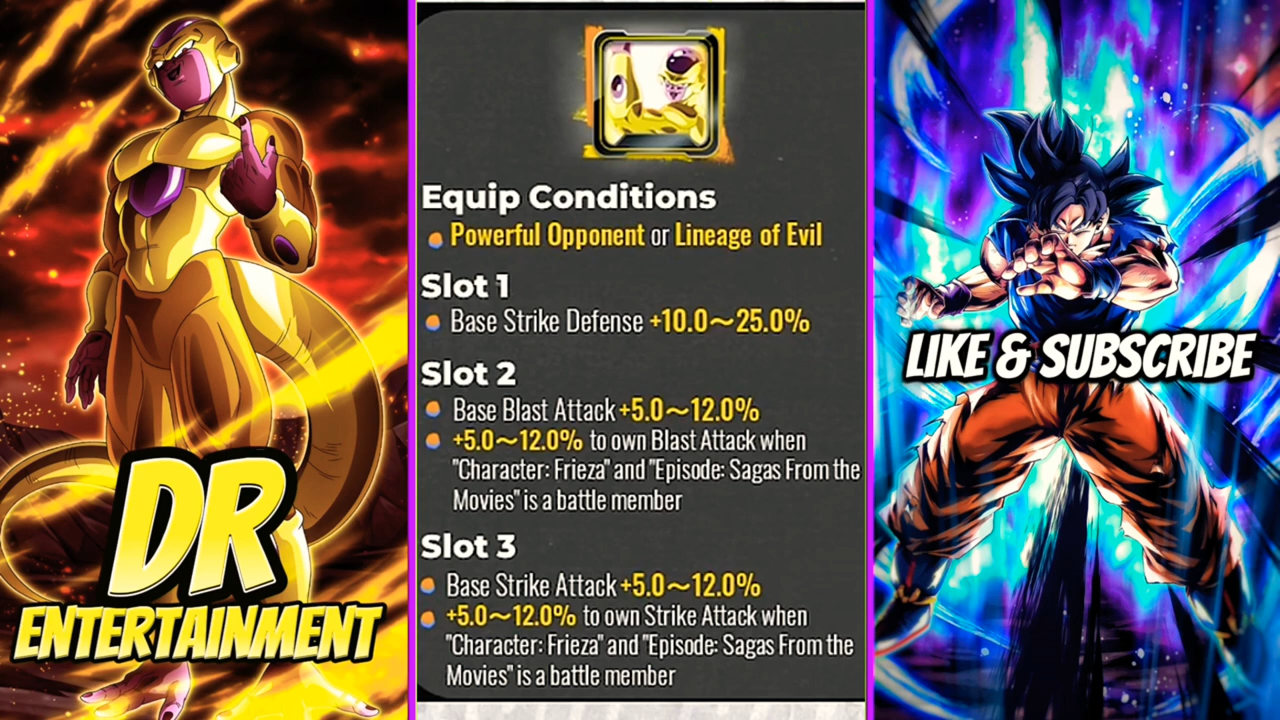 DR
ENTERTAINMENT
Equip Conditions
Powerful Opponent or Lineage of Evil
Slot 1
Base Strike Defense +10.0~25.0%
Slot 2
Base Blast Attack +5.0~12.0%
+5.0~12.0% to own Blast Attack when
"Character: Frieza" and "Episode: Sagas From the
Movies" is a battle member
Slot 3
Base Strike Attack +5.0~12.0%
+5.0~12.0% to own Strike Attack when
"Character: Frieza" and "Episode: Sagas From the
Movies" is a battle member
LIKE & SUBSCRIBE